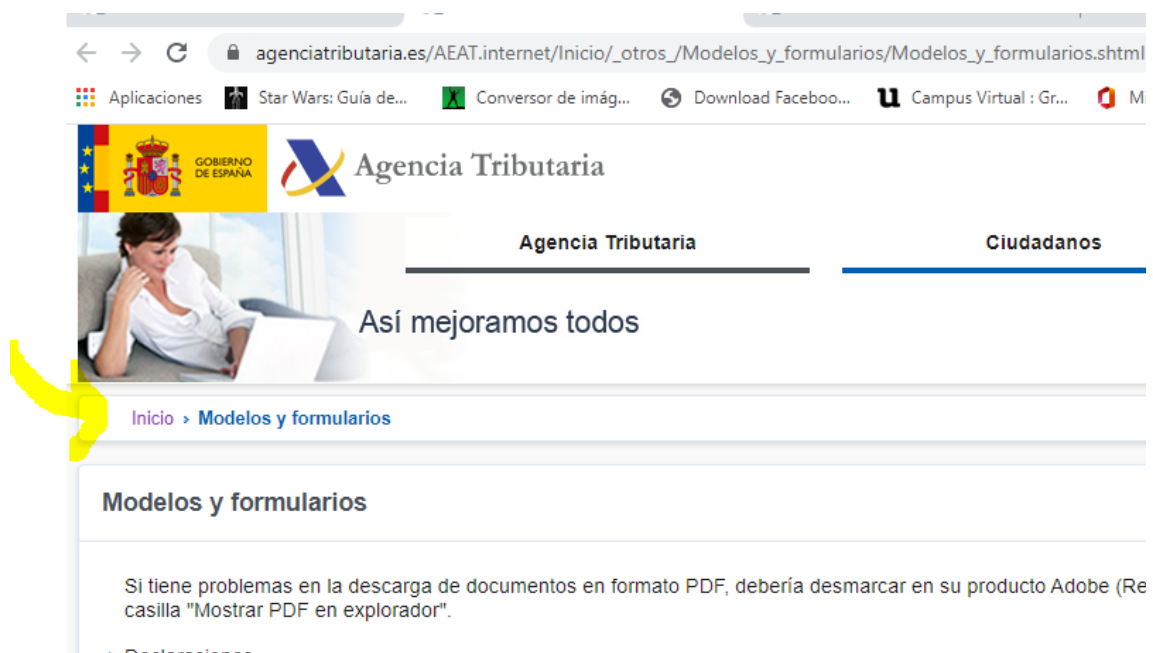 agenciatributaria.es/AEAT.internet/Inicio/_otros_/Modelos_y_formularios/Modelos_y_formularios.shtml
Aplicaciones Star Wars: Guía de... Conversor de imág... Download Faceboo... Campus Virtual : Gr... M
GOBIERNO
DE ESPAÑA
Agencia Tributaria
Agencia Tributaria Ciudadanos
Así mejoramos todos
Inicio › Modelos y formularios
Modelos y formularios
Si tiene problemas en la descarga de documentos en formato PDF, debería desmarcar en su producto Adobe (Re
casilla "Mostrar PDF en explorador".